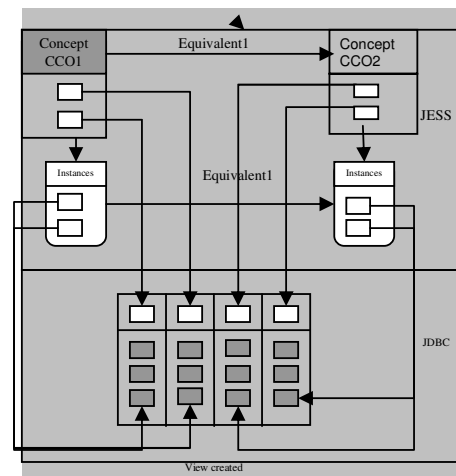 Concept
CCO1
Equivalent1
Concept
CCO2
JESS
Instances
Equivalent1
Instances
JDBC
View created